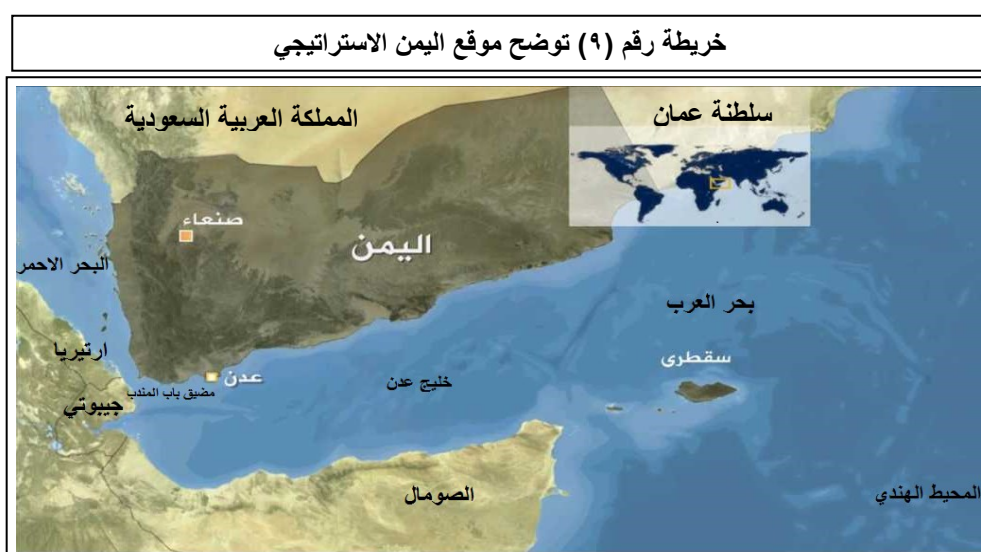 خريطة رقم (٩) توضح موقع اليمن الاستراتيجي
المملكة العربية السعودية
سلطنة عمان
صنعاء
اليمن
البحر الاحمر
بحر العرب
ارتيريا
سقطرى
عدن
خليج عدن
مضيق باب المندب
جيبوتي
الصومال
المحيط الهندي